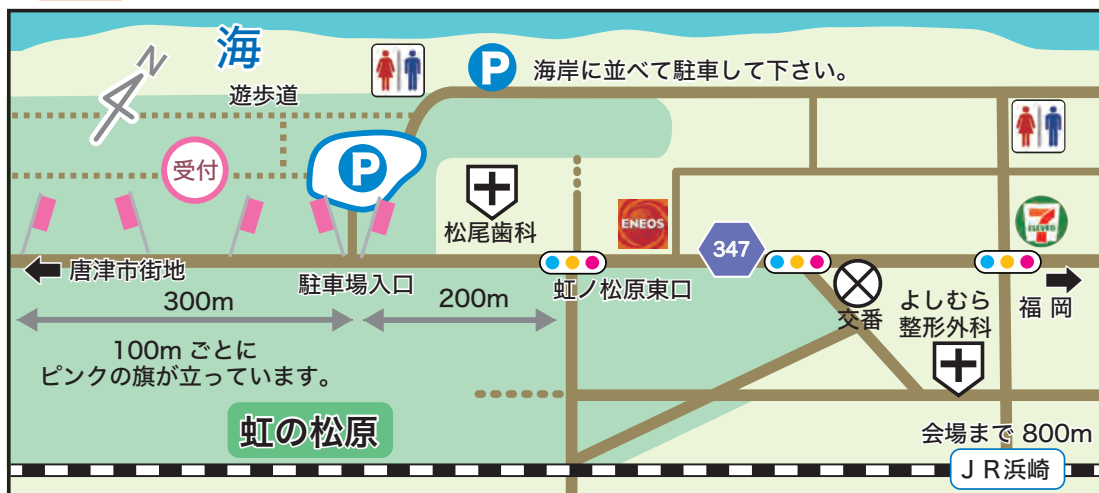 海
N
遊歩道
P
海岸に並べて駐車して下さい。
受付
P
松尾歯科
ENEOS
347
7
ELEVEN
唐津市街地
駐車場入口
虹ノ松原東口
交番
よしむら
整形外科
福岡
300m
200m
100m ごとに
ピンクの旗が立っています。
虹の松原
会場まで 800m
JR浜崎